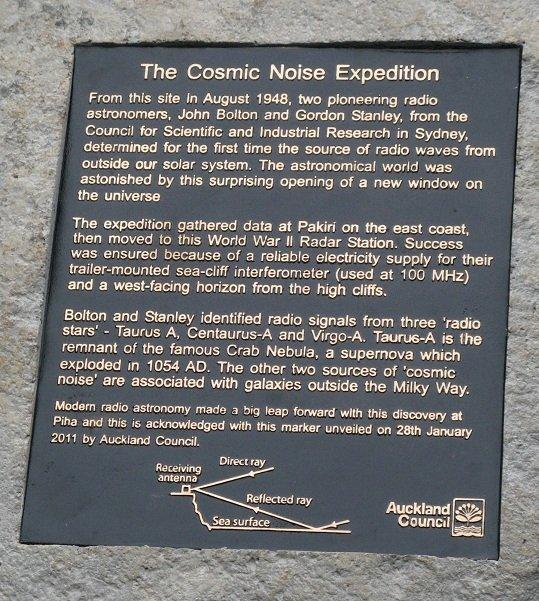 The Cosmic Noise Expedition
From this site in August 1948, two pioneering radio
astronomers, John Bolton and Gordon Stanley, from the
Council for Scientific and Industrial Research in Sydney,
determined for the first time the source of radio waves from
outside our solar system. The astronomical world was
astonished by this surprising opening of a new window on
the universe
The expedition gathered data at Pakiri on the east coast,
then moved to this World War II Radar Station. Success
was ensured because of a reliable electricity supply for their
trailer-mounted sea-cliff interferometer (used at 100 MHz)
and a west-facing horizon from the high cliffs.
Bolton and Stanley identified radio signals from three 'radio
stars' - Taurus A, Centaurus-A and Virgo-A. Taurus-A is the
remnant of the famous Crab Nebula, a supernova which
exploded in 1054 AD. The other two sources of 'cosmic
noise' are associated with galaxies outside the Milky Way.
Modern radio astronomy made a big leap forward with this discovery at
Piha and this is acknowledged with this marker unveiled on 28th January
2011 by Auckland Council.
Receiving
antenna
Direct ray
Reflected ray
Sea surface
Auckland
Council